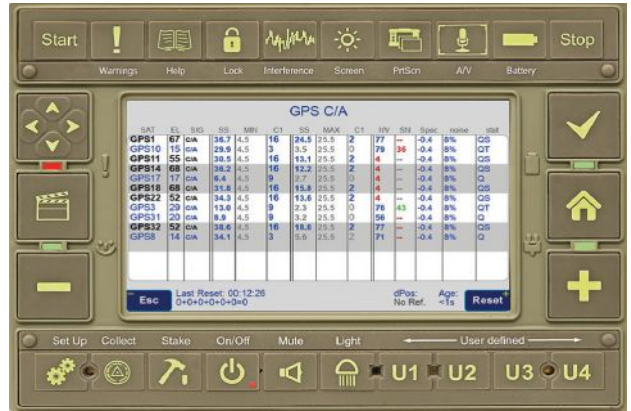 Start Stop
Warnings Help Lock Interference Screen PrtScn A/V Battery
GPS C/A
SAT EL SIG SS MIN C1 SS MAX C1 HV SN Spec noise stat
GPS1 67 C/A 36.7 4.5 16 24.5 25.5 2 77 -- -0.4 8% QS
GPS10 15 C/A 29.9 4.5 3 3.5 25.5 0 79 36 -0.4 8% QT
GPS11 55 C/A 30.5 4.5 16 13.1 25.5 2 4 -- -0.4 8% QS
GPS14 68 C/A 36.2 4.5 16 12.2 25.5 2 4 -- -0.4 8% QS
GPS17 17 C/A 6.4 4.5 9 2.7 25.5 0 4 -- -0.4 8% Q
GPS18 68 C/A 31.8 4.5 16 15.8 25.5 2 4 -- -0.4 8% QS
GPS22 52 C/A 34.3 4.5 16 13.6 25.5 2 4 -- -0.4 8% QS
GPS3 29 C/A 13.0 4.5 9 2.3 25.5 0 76 43 -0.4 8% QT
GPS31 20 C/A 8.9 4.5 9 3.2 25.5 0 56 -- -0.4 8% Q
GPS32 52 C/A 38.6 4.5 16 18.8 25.5 2 77 -- -0.4 8% QS
GPS8 14 C/A 34.1 4.5 3 5.6 25.5 2 71 -- -0.4 8% Q
Esc
Last Reset: 00:12:26
0+0+0+0+0+0=0
dPos: Age:
No Ref. <1s
Reset
Set Up Collect Stake On/Off Mute Light User defined
U1 U2 U3 U4